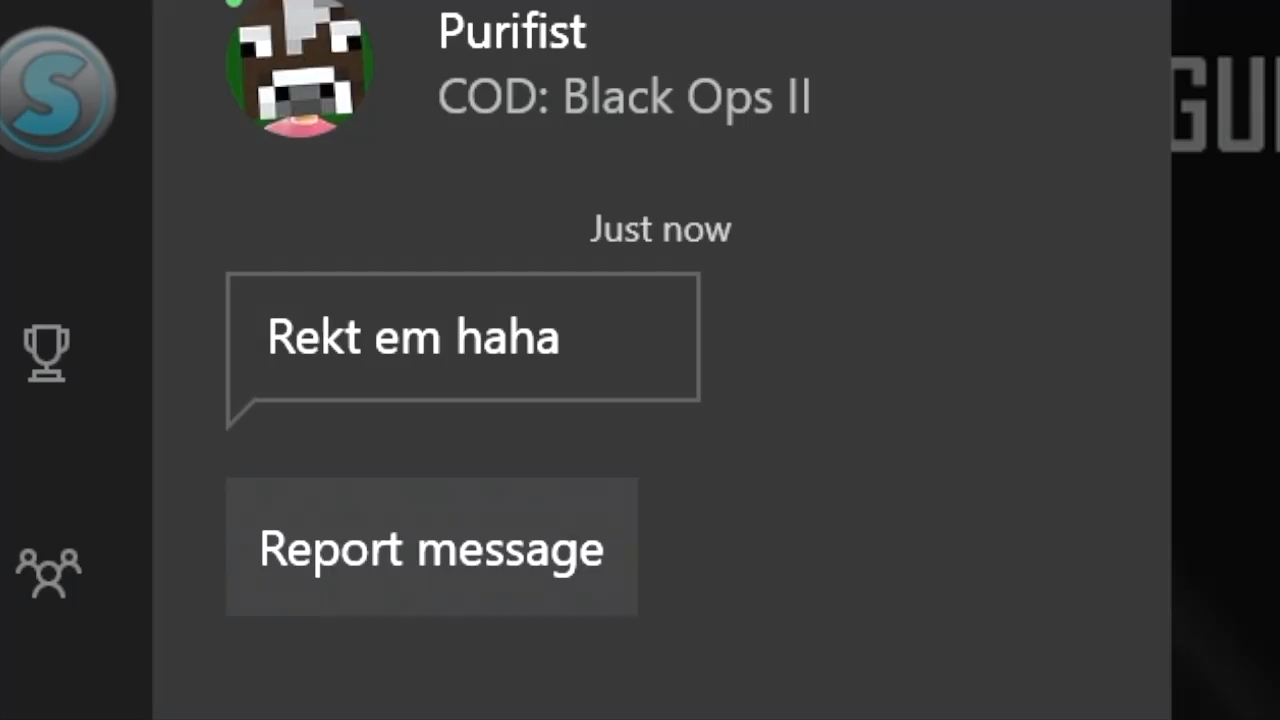 Purifist
COD: Black Ops II
Just now
Rekt em haha
Report message